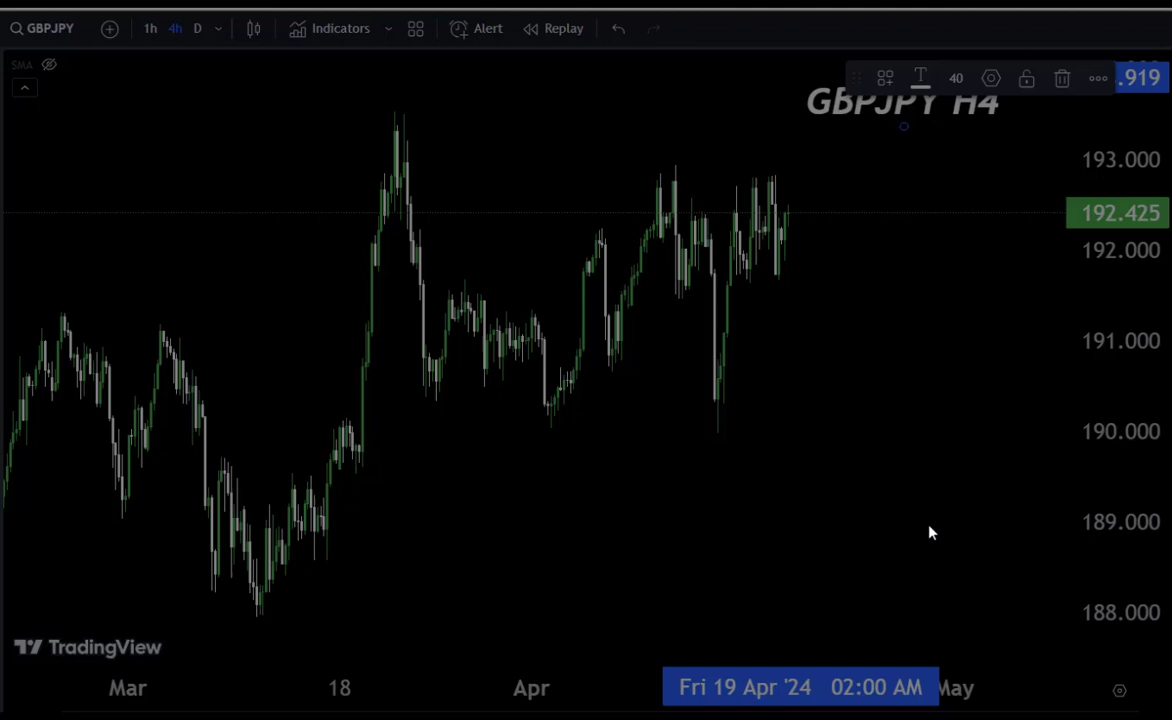 GBPJPY 1h 4h D Indicators Alert Replay
SMA
40
.919
GBPJPY H4
193.000
192.425
192.000
191.000
190.000
189.000
188.000
TradingView
Mar 18 Apr Fri 19 Apr '24 02:00 AM May